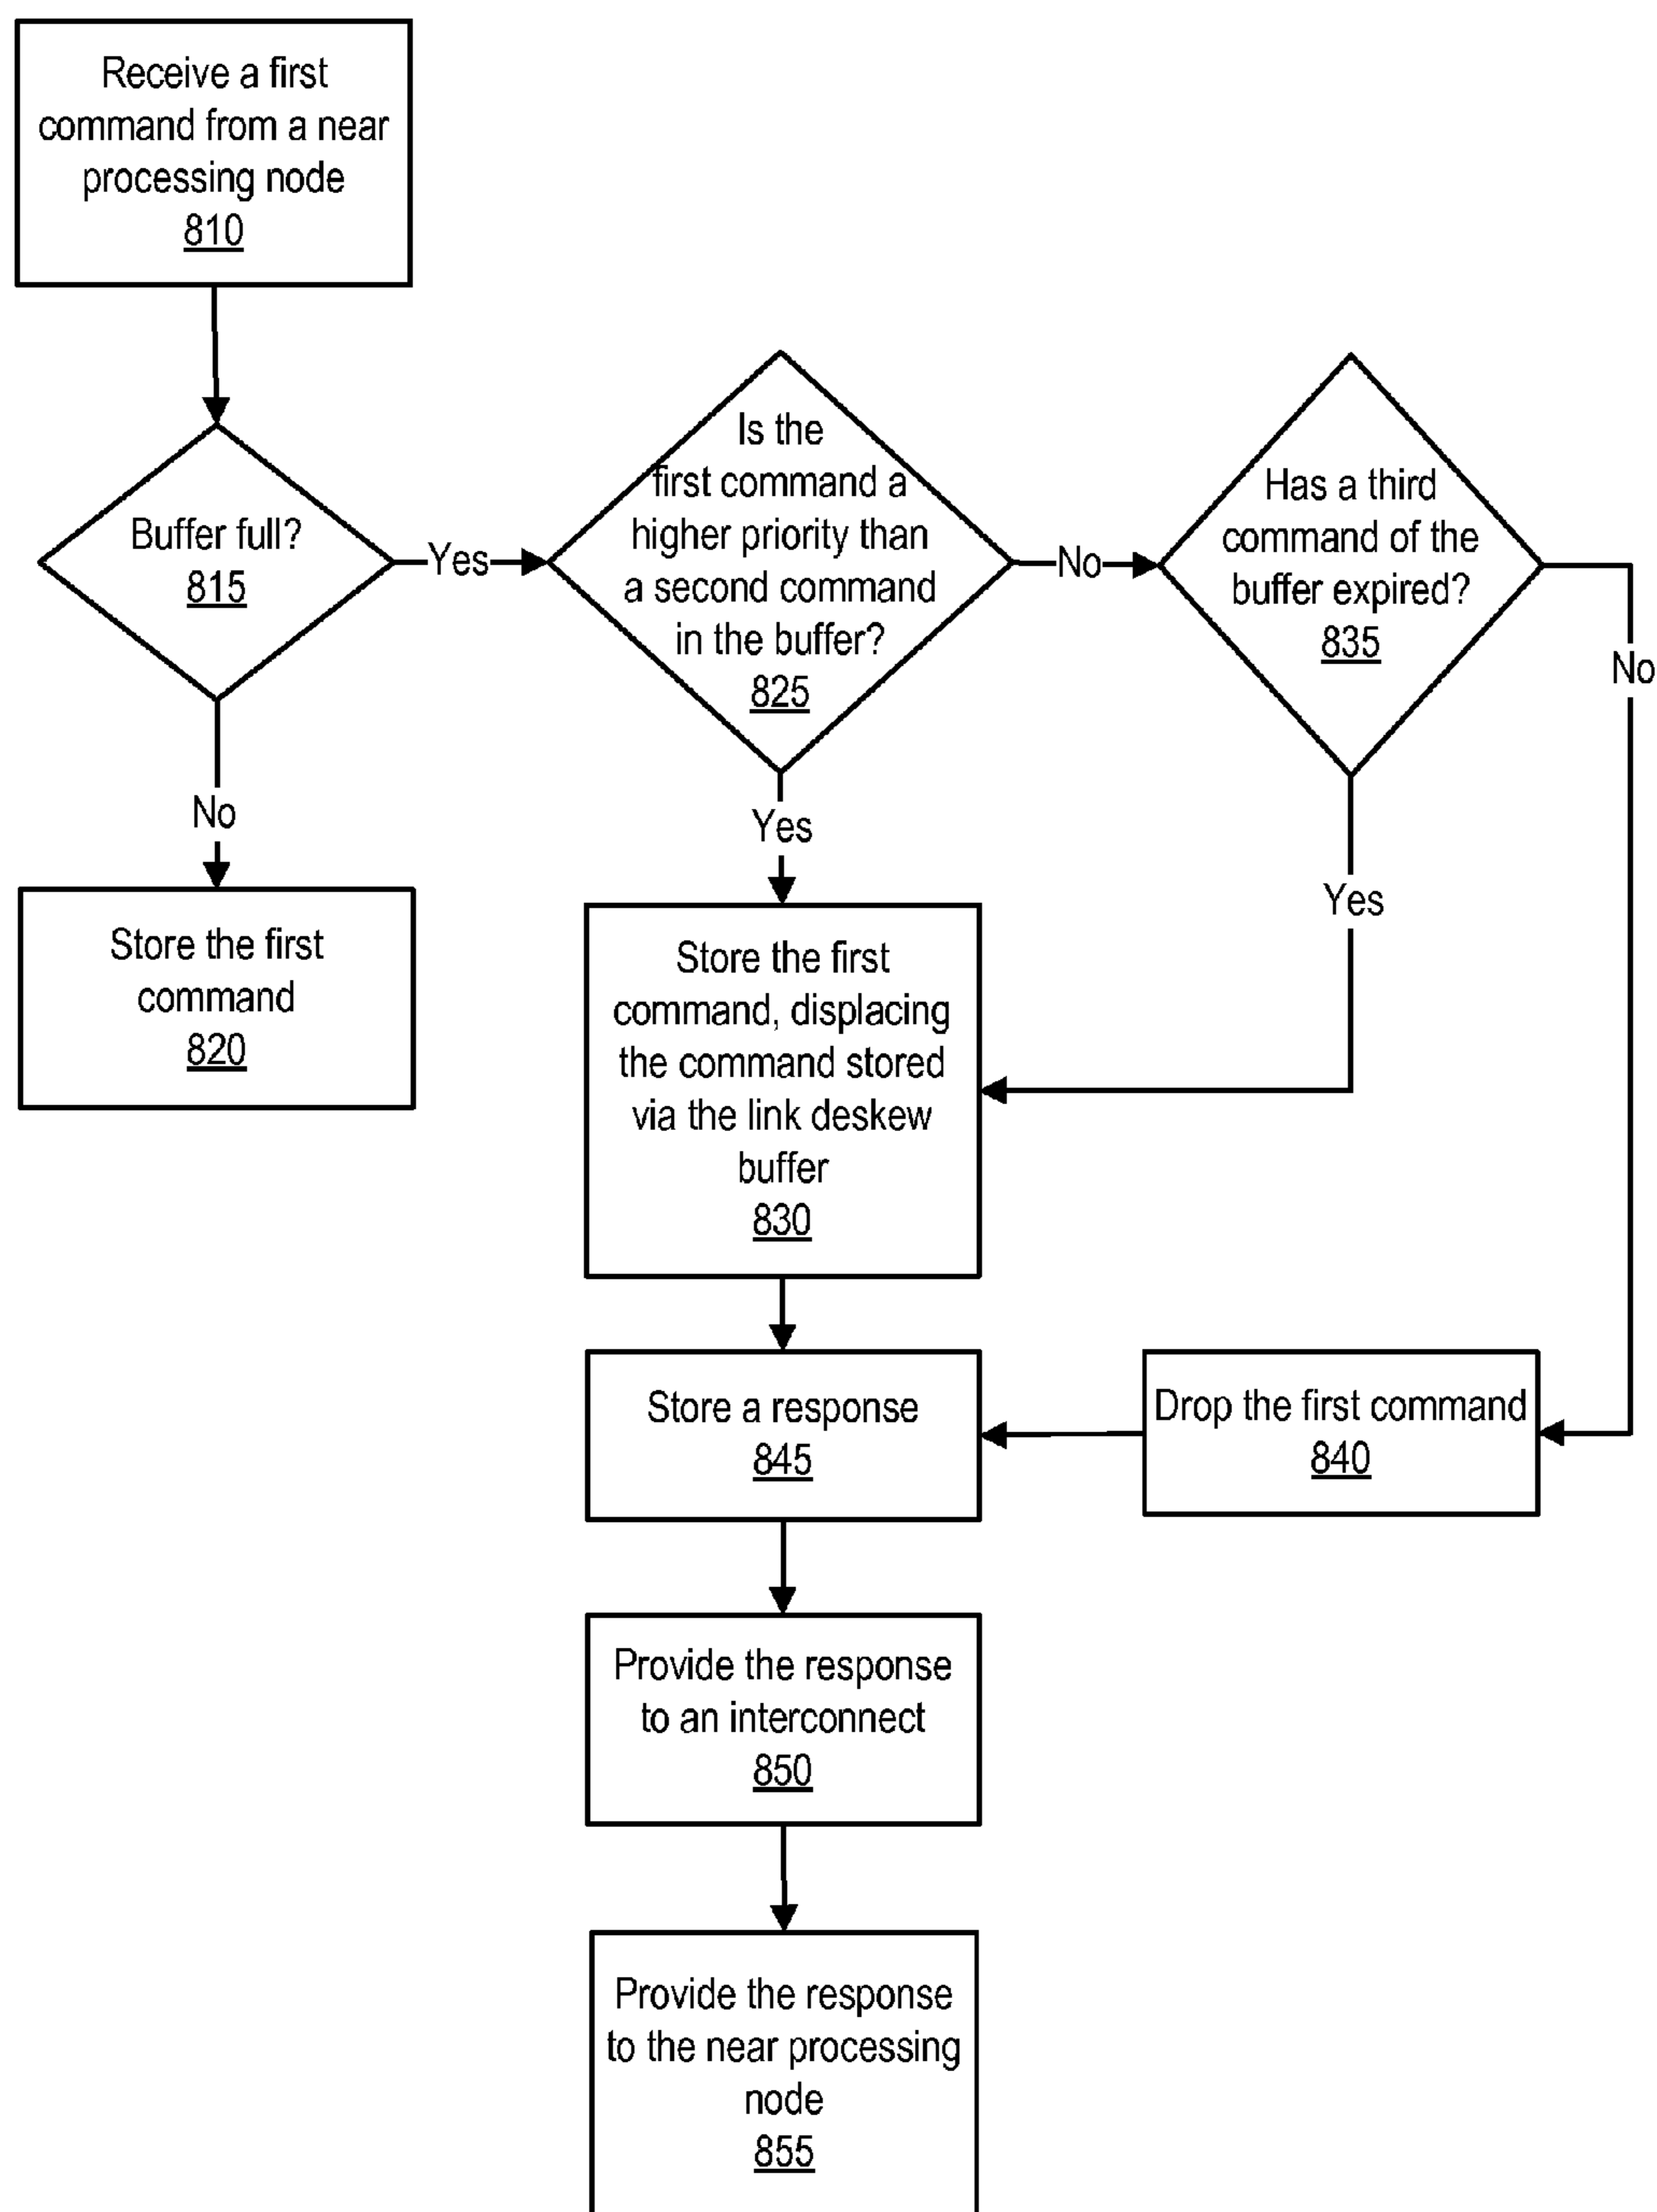 Receive a first
command from a near
processing node
810
Buffer full?
815
Yes
Is the
first command a
higher priority than
a second command
in the buffer?
825
No
Has a third
command of the
buffer expired?
835
No
No
Yes
Yes
Store the first
command
820
Store the first
command, displacing
the command stored
via the link deskew
buffer
830
Store a response
845
Drop the first command
840
Provide the response
to an interconnect
850
Provide the response
to the near processing
node
855